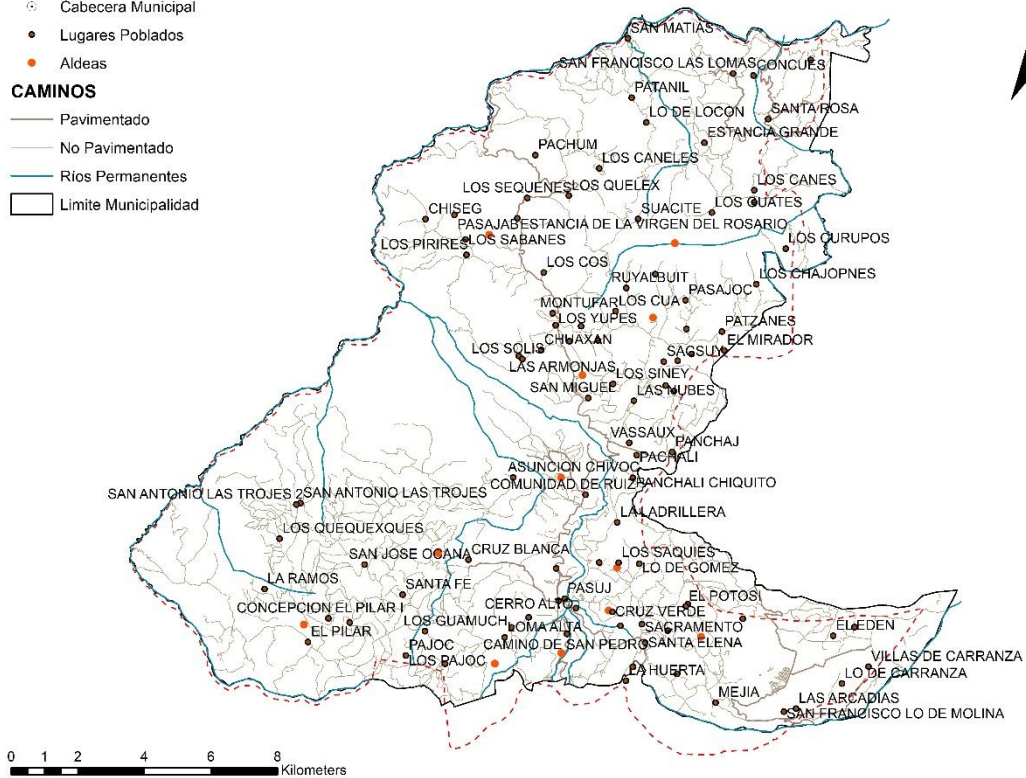 Cabecera Municipal
Lugares Poblados
Aldeas
CAMINOS
Pavimentado
No Pavimentado
Ríos Permanentes
Limite Municipalidad
SAN MATIAS
SAN FRANCISCO LAS LOMAS
CONCUES
PATANIL
LO DE LOCON
SANTA ROSA
ESTANCIA GRANDE
PACHUM
LOS CANELES
LOS SEQUENES
LOS QUELEX
LOS CANES
CHISEG
PASAJABESTANCIA DE LA VIRGEN DEL ROSARIO
SUACITE
LOS GUATES
LOS PIRIRES
LOS SABANES
LOS CURUPOS
LOS COS
RUYALBUIT
LOS CHAJOPNES
PASAJOC
MONTUFAR
LOS CUA
LOS YUPES
PATZANES
CHUAXAN
EL MIRADOR
LOS SOLIS
SACSUY
LAS ARMONJAS
LOS SINEY
SAN MIGUEL
LAS NUBES
VASSAUX
PANCHAJ
PACHALI
ASUNCION CHIVOC
COMUNIDAD DE RUIZ
PANCHALI CHIQUITO
SAN ANTONIO LAS TROJES 2
SAN ANTONIO LAS TROJES
LA LADRILLERA
LOS QUEQUEXQUES
SAN JOSE OCAÑA
CRUZ BLANCA
LOS SAQUIES
LO DE GOMEZ
LA RAMOS
SANTA FE
PASUJ
EL POTOSI
CONCEPCION EL PILAR I
CERRO ALTO
CRUZ VERDE
EL PILAR
LOS GUAMUCH
LOMA ALTA
SACRAMENTO
EL EDEN
PAJOC
CAMINO DE SAN PEDRO
SANTA ELENA
LOS PAJOC
LA HUERTA
VILLAS DE CARRANZA
LO DE CARRANZA
MEJIA
LAS ARCADIAS
SAN FRANCISCO LO DE MOLINA
0 1 2 4 6 8
Kilometers